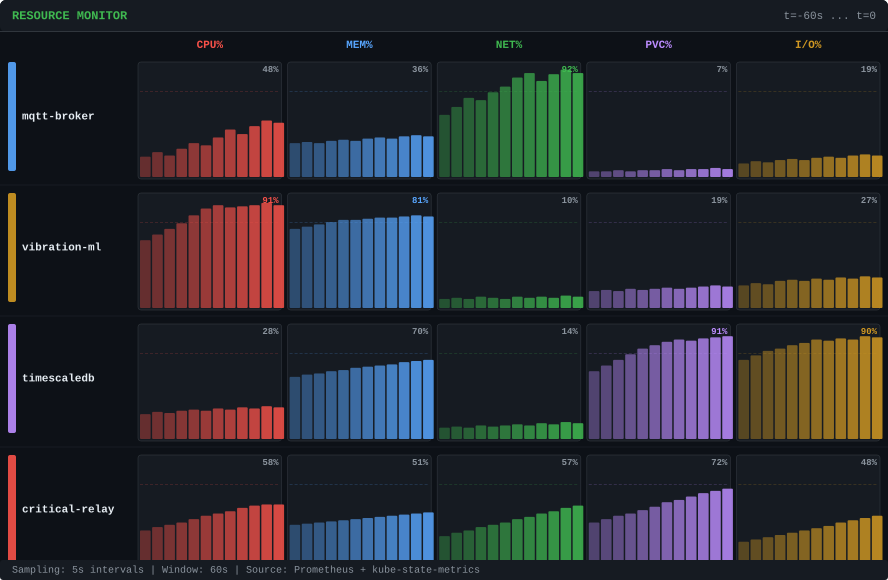 RESOURCE MONITOR t=-60s ... t=0
CPU% MEM% NET% PVC% I/O%
48% 36% 92% 7% 19%
mqtt-broker
91% 81% 10% 19% 27%
vibration-ml
28% 70% 14% 91% 90%
timescaledb
58% 51% 57% 72% 48%
critical-relay
Sampling: 5s intervals | Window: 60s | Source: Prometheus + kube-state-metrics